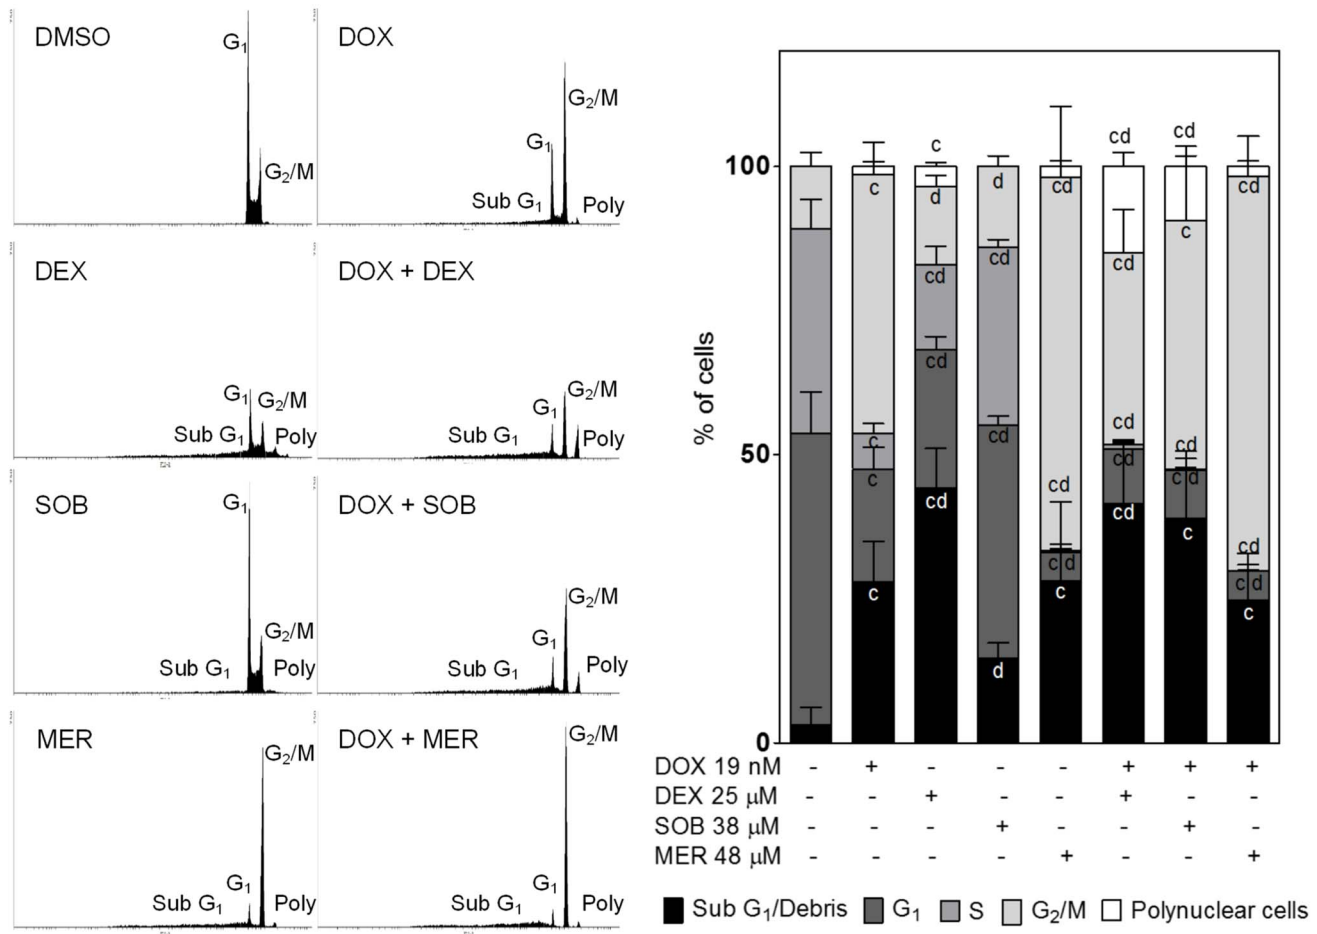 DMSO
G1
G2/M
DOX
G1
G2/M
Sub G1
Poly
DEX
G1
G2/M
Sub G1
Poly
DOX + DEX
G1
G2/M
Sub G1
Poly
SOB
G1
G2/M
Sub G1
Poly
DOX + SOB
G1
G2/M
Sub G1
Poly
MER
G1
G2/M
Sub G1
Poly
DOX + MER
G1
G2/M
Sub G1
Poly
% of cells
100
50
0
c
c
c
c
c
d
cd
cd
cd
d
cd
cd
d
cd
cd
cd
c
cd
cd
cd
cd
cd
cd
c
cd
cd
c
cd
cd
cd
c
DOX 19 nM - + - - - + + +
DEX 25 μM - - + - - + - -
SOB 38 μM - - - + - - + -
MER 48 μM - - - - + - - +
Sub G1/Debris G1 S G2/M Polynuclear cells